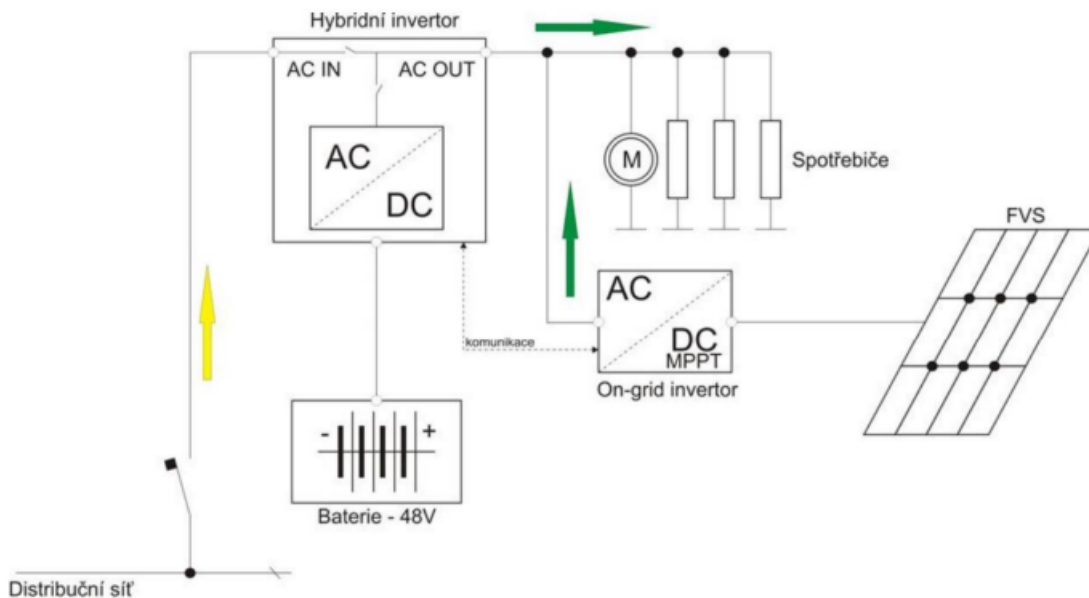 Hybridní invertor
AC IN
AC OUT
AC
DC
M
Spotřebiče
FVS
AC
DC
MPPT
komunikace
On-grid invertor
- +
Baterie - 48V
Distribuční síť